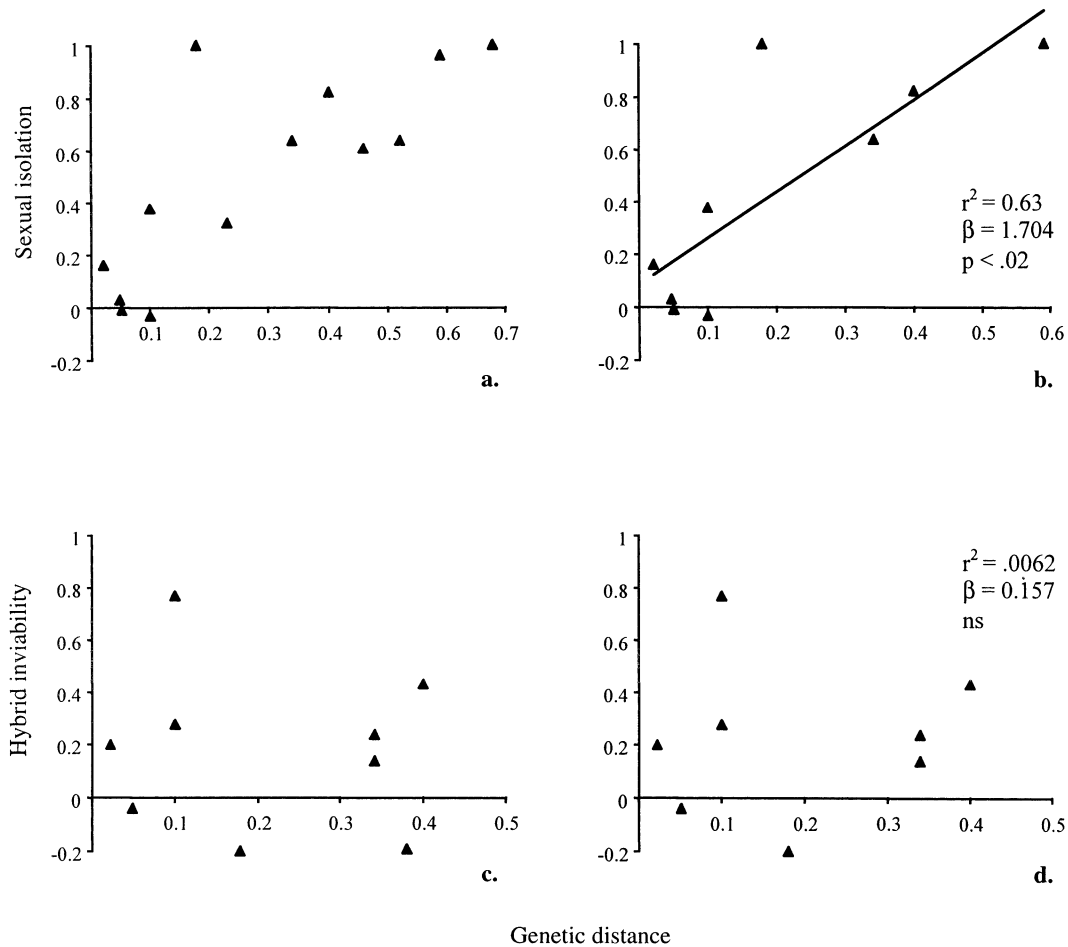 Sexual isolation
1
0.8
0.6
0.4
0.2
0
-0.2
0.1 0.2 0.3 0.4 0.5 0.6 0.7
a.
1
0.8
0.6
0.4
0.2
0
-0.2
0.1 0.2 0.3 0.4 0.5 0.6
r² = 0.63
β = 1.704
p < .02
b.
Hybrid inviability
1
0.8
0.6
0.4
0.2
0
-0.2
0.1 0.2 0.3 0.4 0.5
c.
1
0.8
0.6
0.4
0.2
0
-0.2
0.1 0.2 0.3 0.4 0.5
r² = .0062
β = 0.157
ns
d.
Genetic distance